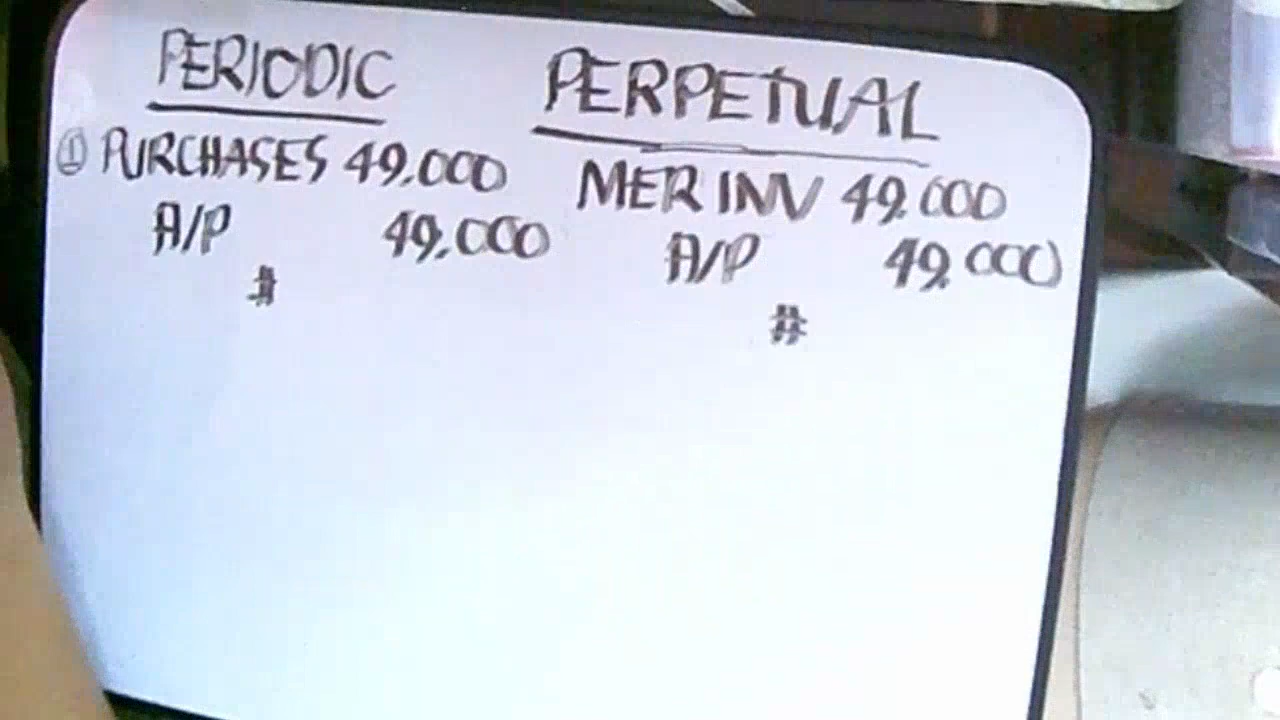 PERIODIC
① PURCHASES 49,000
A/P 49,000
#
PERPETUAL
MER INV 49,000
A/P 49,000
#